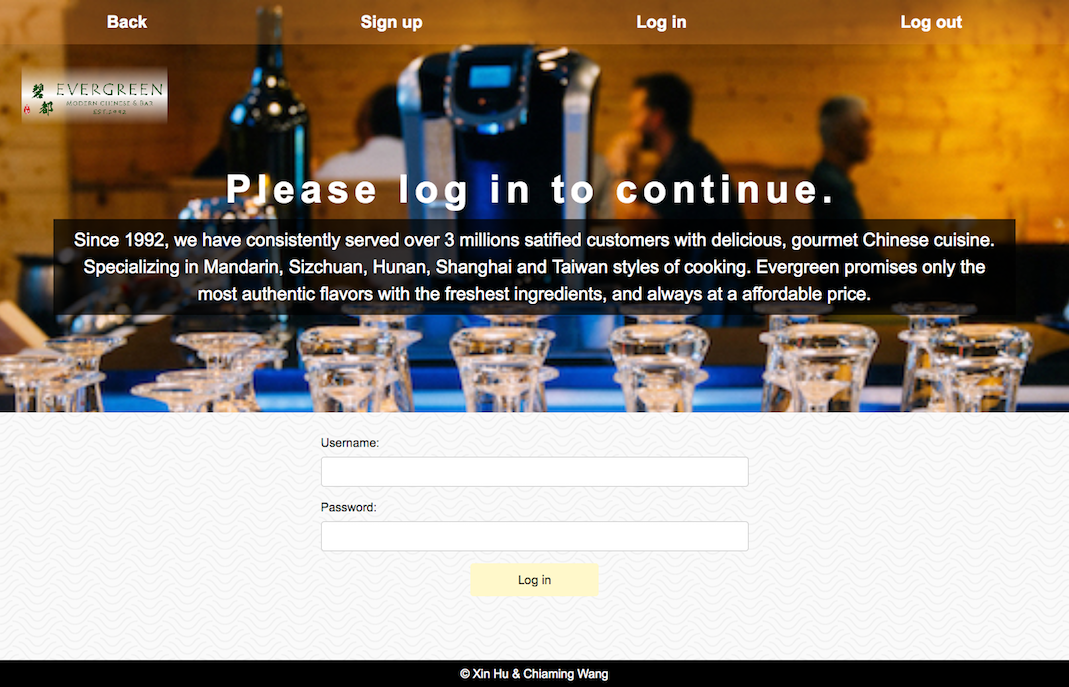 Back Sign up Log in Log out
碧都
EVERGREEN
MODERN CHINESE & BAR
EST.1992
Please log in to continue.
Since 1992, we have consistently served over 3 millions satified customers with delicious, gourmet Chinese cuisine.
Specializing in Mandarin, Sizchuan, Hunan, Shanghai and Taiwan styles of cooking. Evergreen promises only the
most authentic flavors with the freshest ingredients, and always at a affordable price.
Username:
Password:
Log in
© Xin Hu & Chiaming Wang